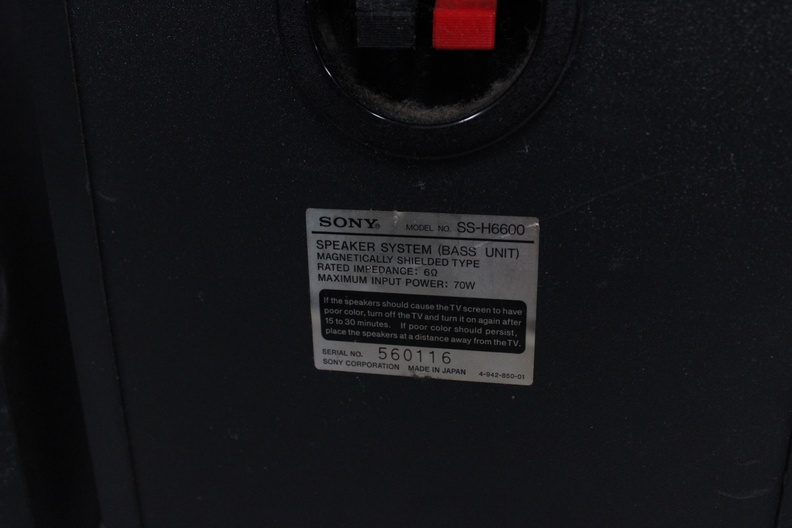 SONY® MODEL NO. SS-H6600
SPEAKER SYSTEM (BASS UNIT)
MAGNETICALLY SHIELDED TYPE
RATED IMPEDANCE: 6Ω
MAXIMUM INPUT POWER: 70W
If the speakers should cause the TV screen to have
poor color, turn off the TV and turn it on again after
15 to 30 minutes. If poor color should persist,
place the speakers at a distance away from the TV.
SERIAL NO. 560116
SONY CORPORATION MADE IN JAPAN 4-942-850-01